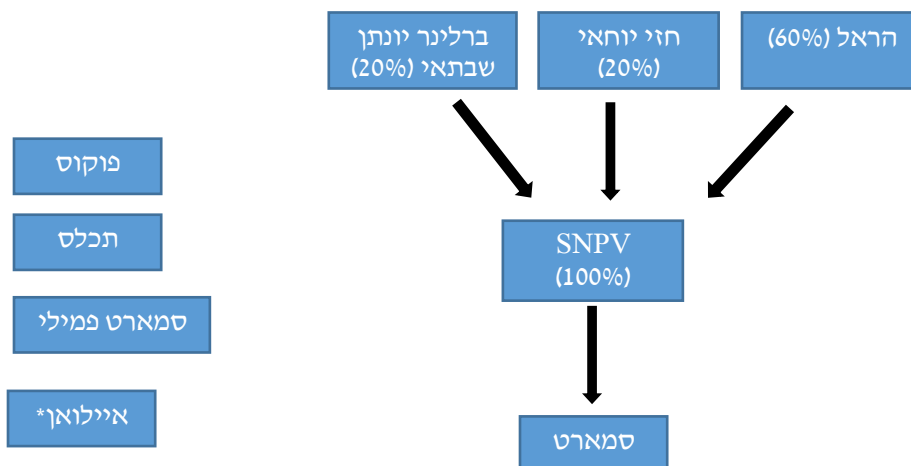 הראל (60%)
חזי יוחאי
(20%)
ברלינר יונתן
שבתאי (20%)
SNPV
(100%)
סמארט
פוקוס
תכלס
סמארט פמילי
איילואן*